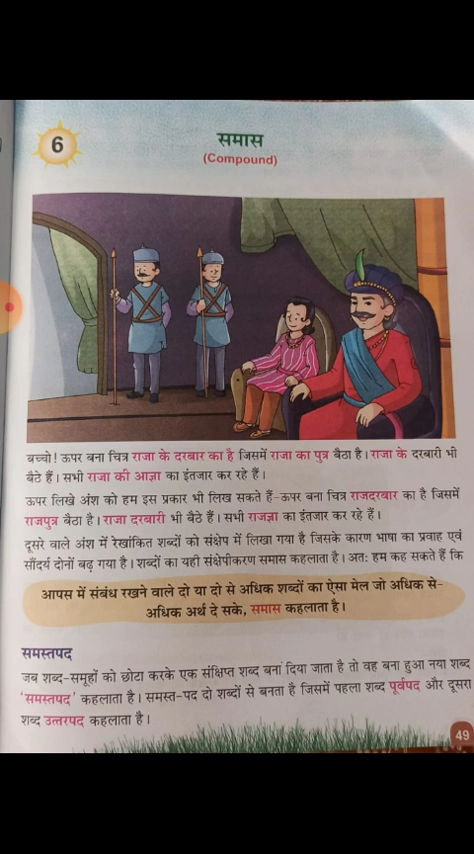 6
समास
(Compound)
बच्चो! ऊपर बना चित्र राजा के दरबार का है जिसमें राजा का पुत्र बैठा है। राजा के दरबारी भी
बैठे हैं। सभी राजा की आज्ञा का इंतजार कर रहे हैं।
ऊपर लिखे अंश को हम इस प्रकार भी लिख सकते हैं-ऊपर बना चित्र राजदरबार का है जिसमें
राजपुत्र बैठा है। राजा दरबारी भी बैठे हैं। सभी राजज्ञा का इंतजार कर रहे हैं।
दूसरे वाले अंश में रेखांकित शब्दों को संक्षेप में लिखा गया है जिसके कारण भाषा का प्रवाह एवं
सौंदर्य दोनों बढ़ गया है। शब्दों का यही संक्षेपीकरण समास कहलाता है। अतः हम कह सकते हैं कि
आपस में संबंध रखने वाले दो या दो से अधिक शब्दों का ऐसा मेल जो अधिक से-
अधिक अर्थ दे सके, समास कहलाता है।
समस्तपद
जब शब्द-समूहों को छोटा करके एक संक्षिप्त शब्द बना दिया जाता है तो वह बना हुआ नया शब्द
'समस्तपद' कहलाता है। समस्त-पद दो शब्दों से बनता है जिसमें पहला शब्द पूर्वपद और दूसरा
शब्द उत्तरपद कहलाता है।
49